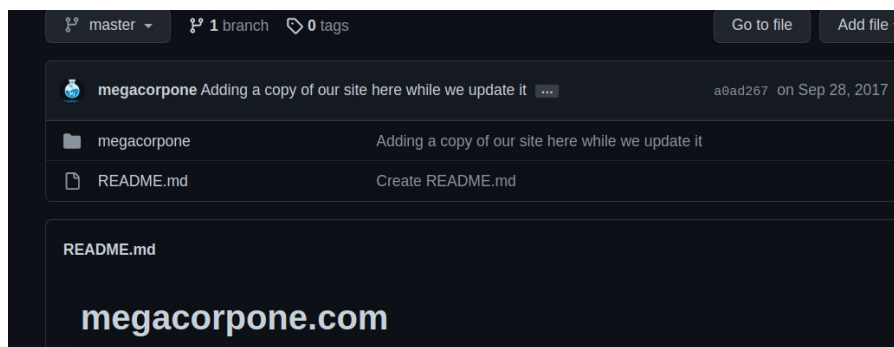 master 1 branch 0 tags Go to file Add file
megacorpone Adding a copy of our site here while we update it ... a0ad267 on Sep 28, 2017
megacorpone Adding a copy of our site here while we update it
README.md Create README.md
README.md
megacorpone.com